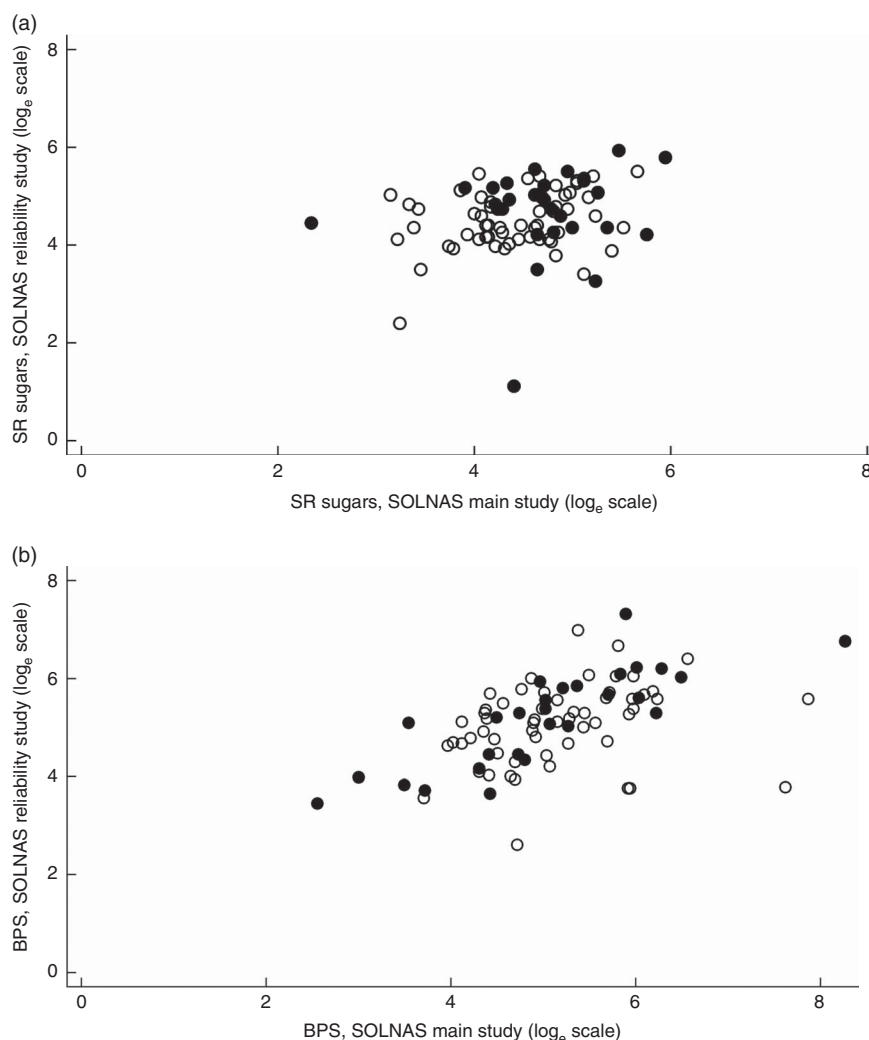 (a)
SR sugars, SOLNAS reliability study (logₑ scale)
8
6
4
2
0
0 2 4 6 8
SR sugars, SOLNAS main study (logₑ scale)
(b)
BPS, SOLNAS reliability study (logₑ scale)
8
6
4
2
0
0 2 4 6 8
BPS, SOLNAS main study (logₑ scale)